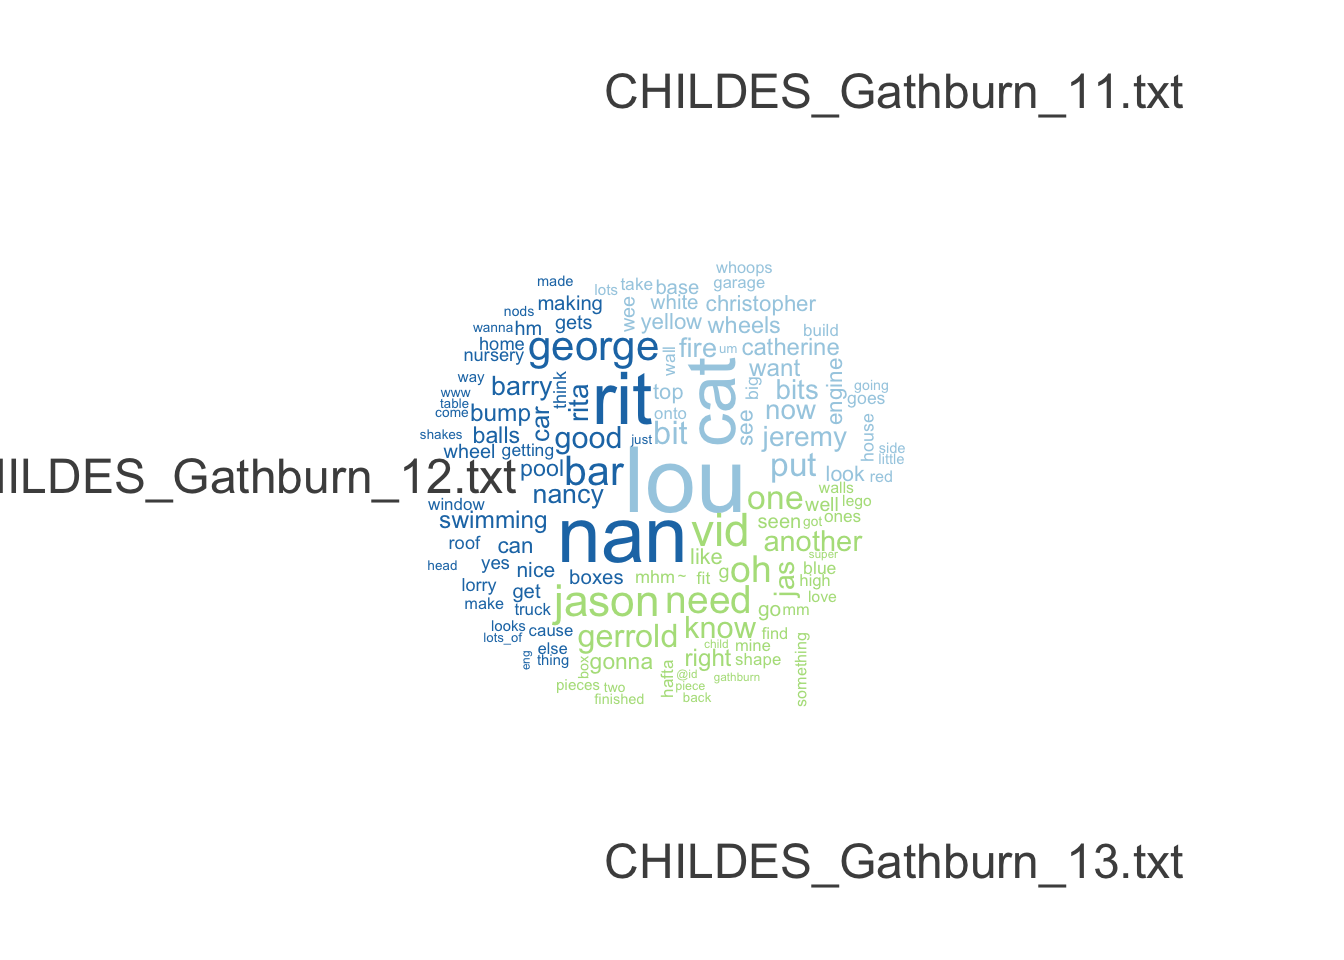 CHILDES_Gathburn_11.txt
whoops
made
lots
take
base
garage
making
wee
white
christopher
nods
gets
yellow
wheels
build
wanna
hm
home
george
wall
fire
um
catherine
nursery
cat
want
engine
way
barry
think
rita
rit
top
big
bits
going
goes
www
table
come
bump
car
onto
see
now
house
shakes
balls
good
just
bit
jeremy
side
wheel
getting
little
HILDES_Gathburn_12.txt
pool
bar
lou
put
look
red
window
nancy
one
walls
well
lego
swimming
nan
vid
seen
got
ones
roof
can
another
head
yes
nice
boxes
like
super
mhm
~
fit
g
oh
jas
blue
high
lorry
get
love
make
truck
jason
need
go
mm
looks
lots_of
cause
gerrold
know
find
something
else
child
mine
eng
thing
box
gonna
hafta
right
shape
@id
gathburn
pieces
two
piece
finished
back
CHILDES_Gathburn_13.txt